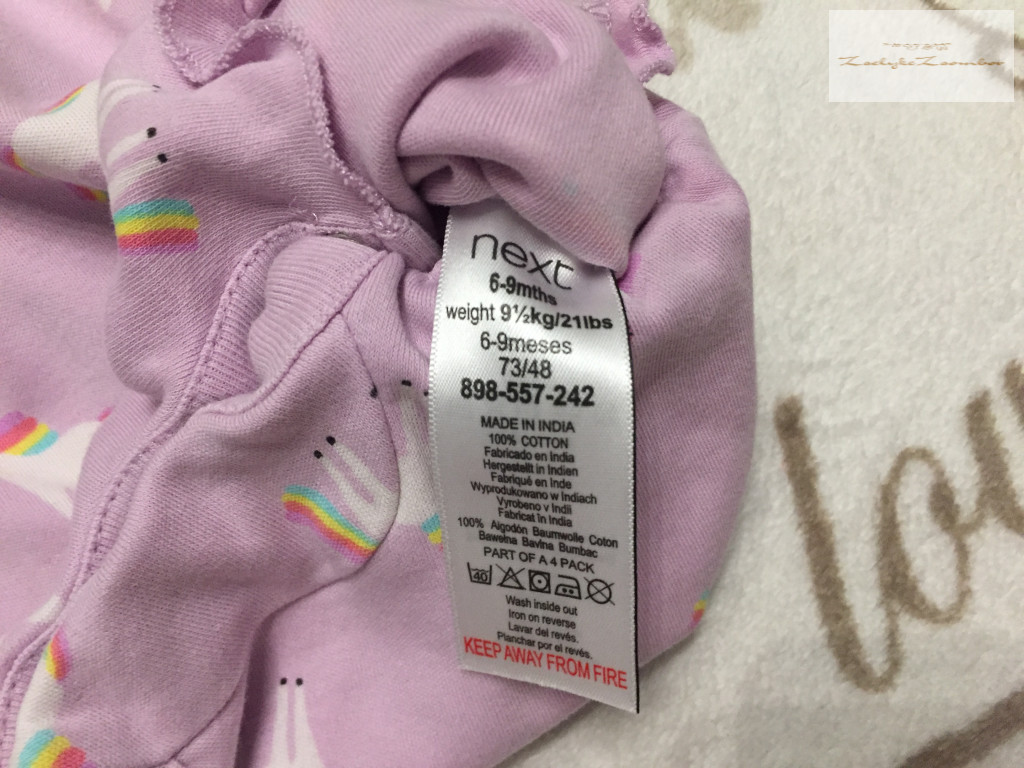 next
6-9mths
weight 9½kg/21lbs
6-9meses
73/48
898-557-242
MADE IN INDIA
100% COTTON
Fabricado en India
Hergestellt in Indien
Fabriqué en Inde
Wyprodukowano w Indiach
Vyrobeno v Indii
Fabricat în India
100% Algodón Baumwolle Coton
Bawełna Bavlna Bumbac
PART OF A 4 PACK
40
Wash inside out
Iron on reverse
Lavar del revés.
Planchar por el revés.
KEEP AWAY FROM FIRE